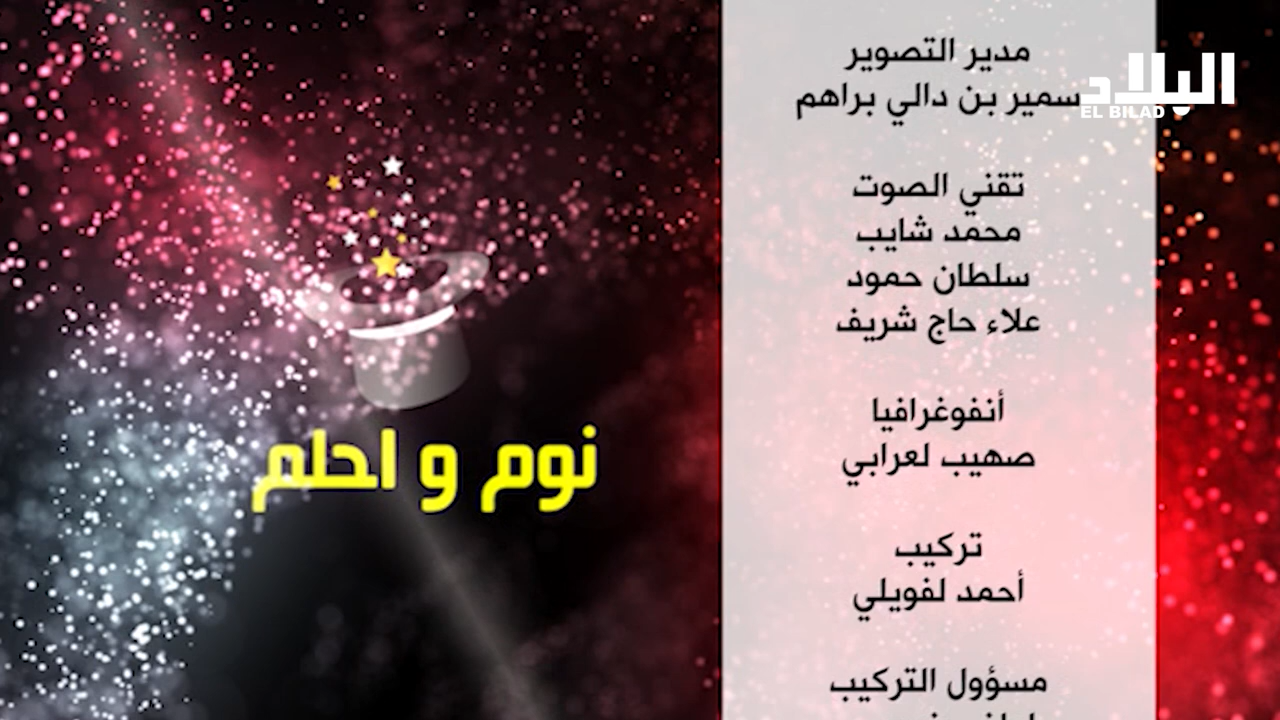 مدير التصوير
سمير بن دالي براهم
البلاد
EL BILAD
تقني الصوت
محمد شايب
سلطان حمود
علاء حاج شريف
أنفوغرافيا
صهيب لعرابي
نوم و احلم
تركيب
أحمد لفويلي
مسؤول التركيب